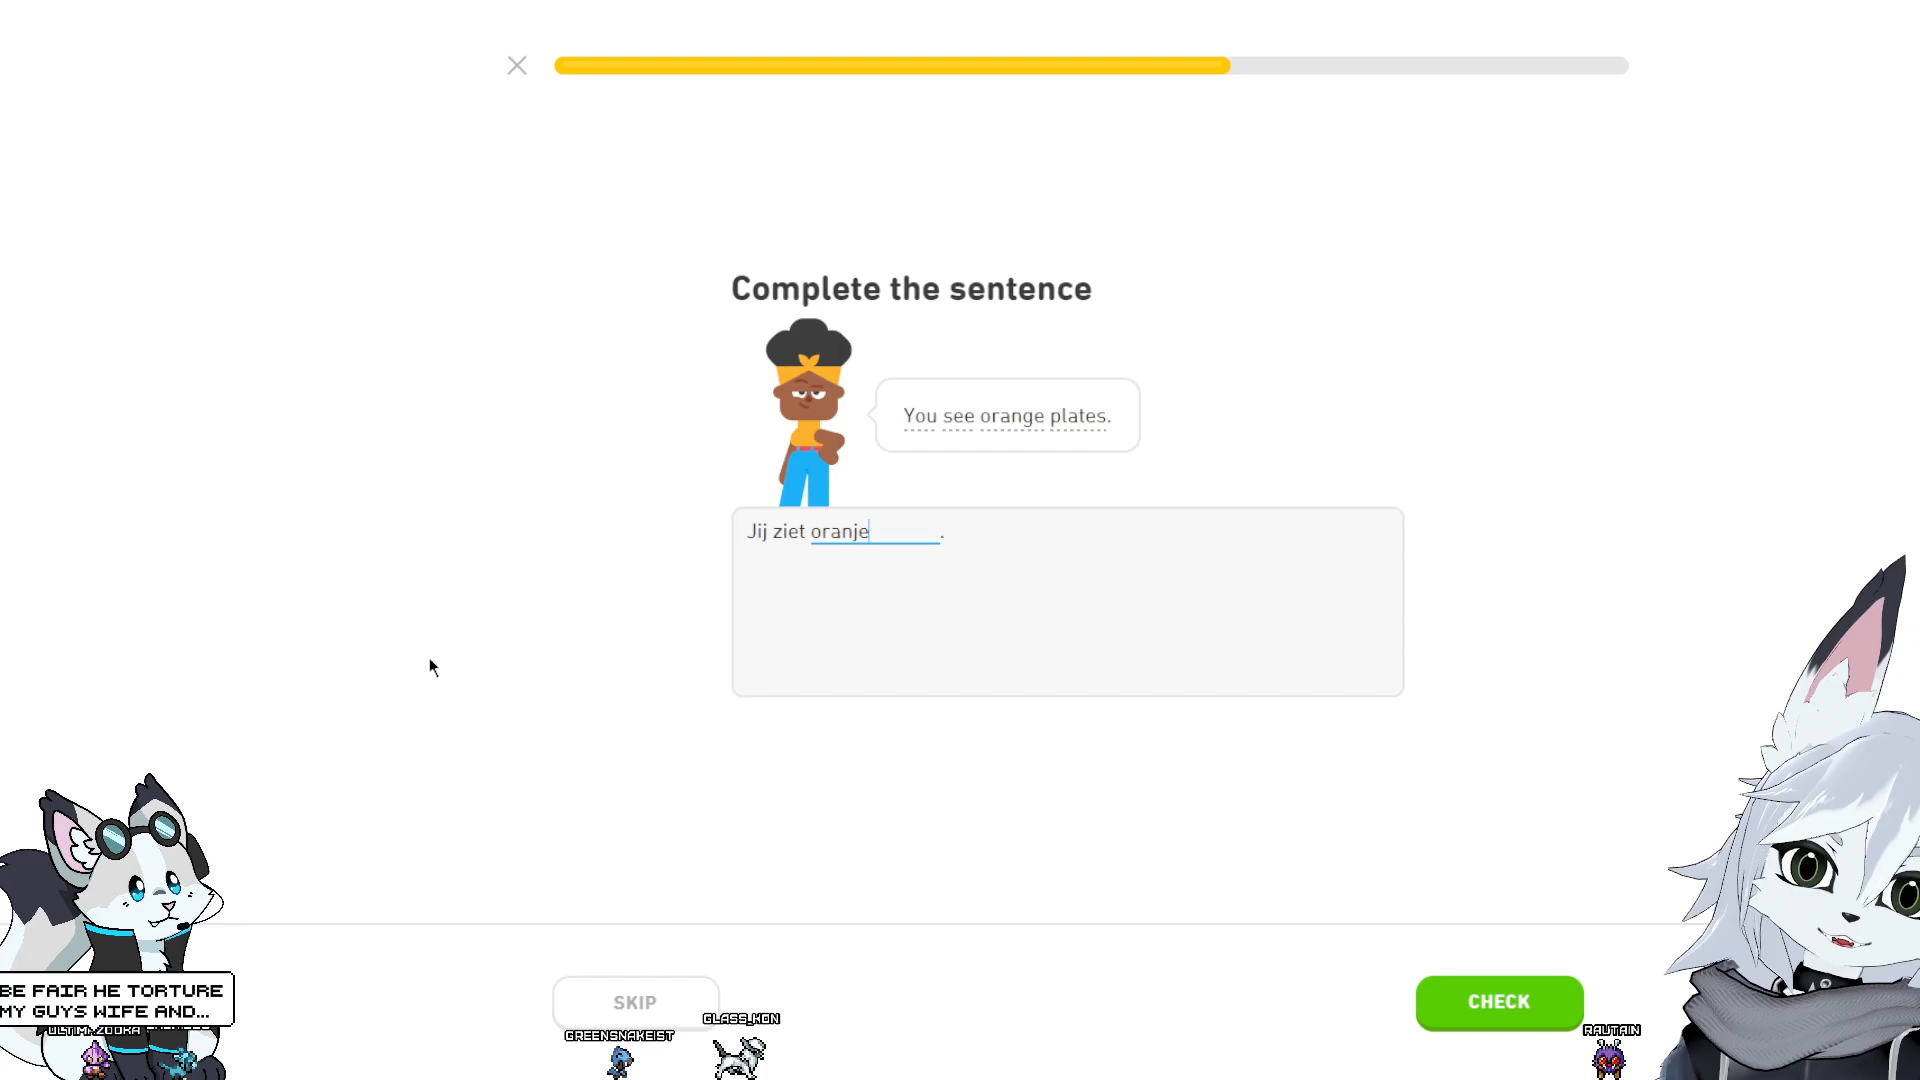 Complete the sentence
You see orange plates.
Jij ziet oranje .
BE FAIR HE TORTURE
MY GUYS WIFE AND...
SKIP
CHECK
GREENSNAKEIST
GLASS_WON
RAUTAIN